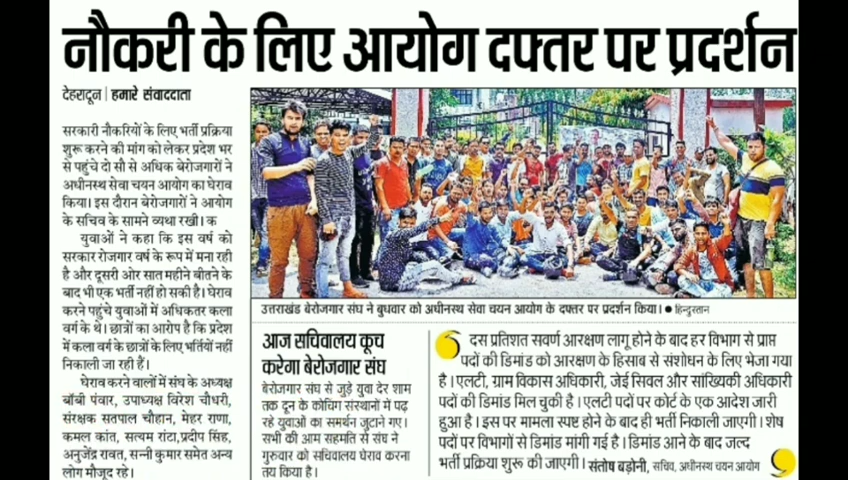 नौकरी के लिए आयोग दफ्तर पर प्रदर्शन
देहरादून | हमारे संवाददाता
सरकारी नौकरियों के लिए भर्ती प्रक्रिया
शुरू करने की मांग को लेकर प्रदेश भर
से पहुंचे दो सौ से अधिक बेरोजगारों ने
अधीनस्थ सेवा चयन आयोग का घेराव
किया। इस दौरान बेरोजगारों ने आयोग
के सचिव के सामने व्यथा रखी। क
युवाओं ने कहा कि इस वर्ष को
सरकार रोजगार वर्ष के रूप में मना रही
है और दूसरी ओर सात महीने बीतने के
बाद भी एक भर्ती नहीं हो सकी है। घेराव
करने पहुंचे युवाओं में अधिकतर कला
वर्ग के थे। छात्रों का आरोप है कि प्रदेश
में कला वर्ग के छात्रों के लिए भर्तियों नहीं
निकाली जा रही हैं।
घेराव करने वालों में संघ के अध्यक्ष
बॉबी पंवार, उपाध्यक्ष विरेश चौधरी,
संरक्षक सतपाल चौहान, मेहर राणा,
कमल कांत, सत्यम रांटा,प्रदीप सिंह,
अनुजेंद्र रावत, सन्नी कुमार समेत अन्य
लोग मौजूद रहे।
उत्तराखंड बेरोजगार संघ ने बुधवार को अधीनस्थ सेवा चयन आयोग के दफ्तर पर प्रदर्शन किया। ● हिन्दुस्तान
आज सचिवालय कूच
करेगा बेरोजगार संघ
बेरोजगार संघ से जुड़े युवा देर शाम
तक दून के कोचिंग संस्थानों में पढ़
रहे युवाओं का समर्थन जुटाने गए।
सभी की आम सहमति से संघ ने
गुरुवार को सचिवालय घेराव करना
तय किया है।
दस प्रतिशत सवर्ण आरक्षण लागू होने के बाद हर विभाग से प्राप्त
पदों की डिमांड को आरक्षण के हिसाब से संशोधन के लिए भेजा गया
है। एलटी, ग्राम विकास अधिकारी, जेई सिवल और सांख्यिकी अधिकारी
पदों की डिमांड मिल चुकी है। एलटी पदों पर कोर्ट के एक आदेश जारी
हुआ है। इस पर मामला स्पष्ट होने के बाद ही भर्ती निकाली जाएगी। शेष
पदों पर विभागों से डिमांड मांगी गई है। डिमांड आने के बाद जल्द
भर्ती प्रक्रिया शुरू की जाएगी। संतोष बड़ोनी, सचिव, अधीनस्थ चयन आयोग